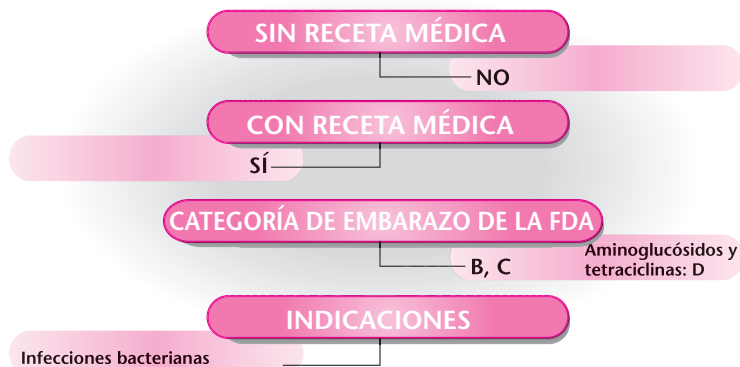 SIN RECETA MÉDICA
NO
CON RECETA MÉDICA
SÍ
CATEGORÍA DE EMBARAZO DE LA FDA
B, C
Aminoglucósidos y
tetraciclinas: D
INDICACIONES
Infecciones bacterianas